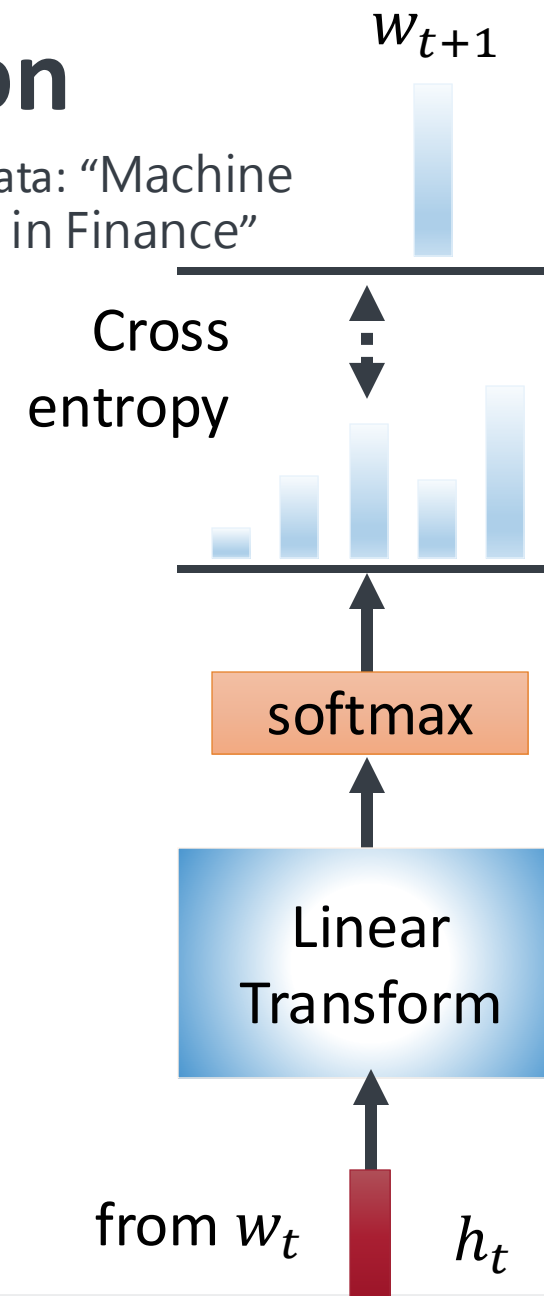 w_{t+1}
on
ata: “Machine
in Finance”
Cross
entropy
softmax
Linear
Transform
from w_t
h_t